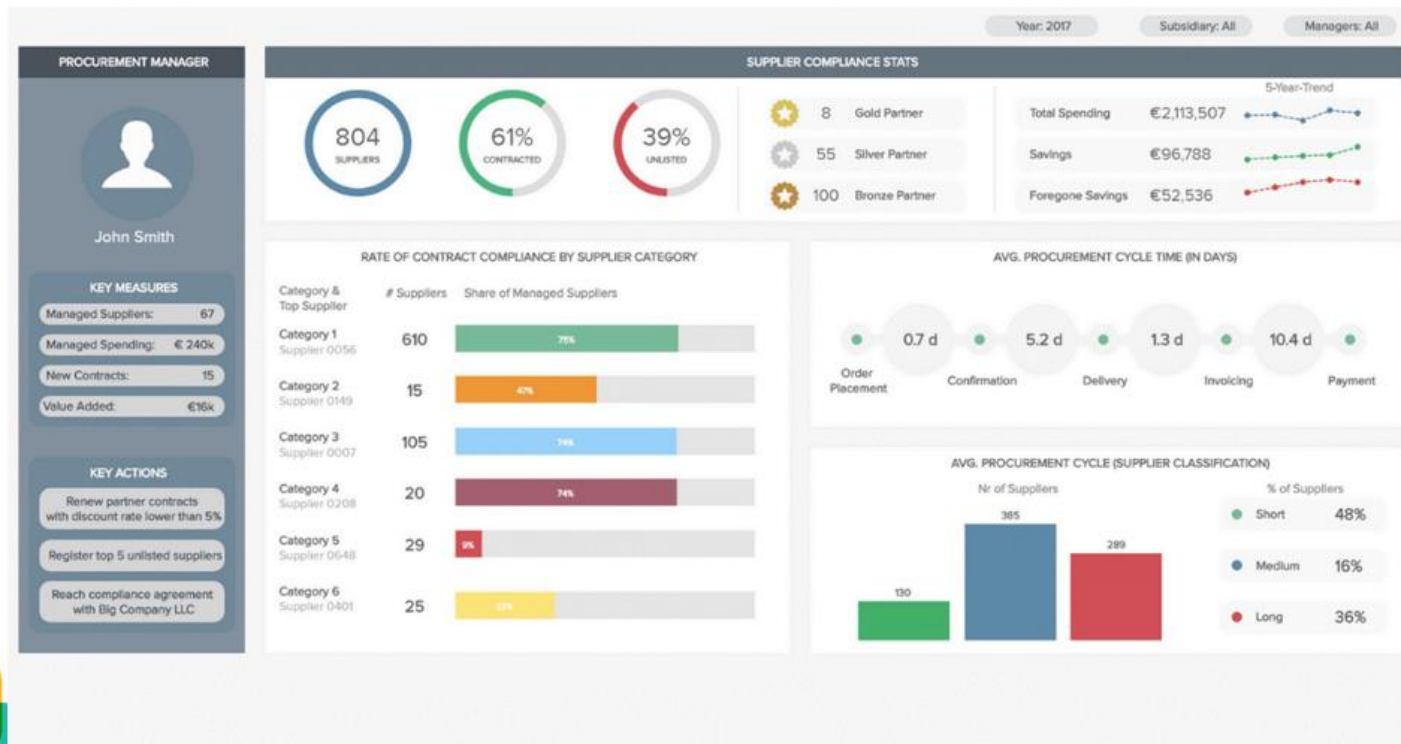 Year: 2017
Subsidiary: All
Managers: All
PROCUREMENT MANAGER
John Smith
KEY MEASURES
Managed Suppliers: 67
Managed Spending: € 240k
New Contracts: 15
Value Added: €16k
KEY ACTIONS
Renew partner contracts
with discount rate lower than 5%
Register top 5 unlisted suppliers
Reach compliance agreement
with Big Company LLC
SUPPLIER COMPLIANCE STATS
804
SUPPLIERS
61%
CONTRACTED
39%
UNLISTED
8 Gold Partner
55 Silver Partner
100 Bronze Partner
5-Year-Trend
Total Spending €2,113,507
Savings €96,788
Foregone Savings €52,536
RATE OF CONTRACT COMPLIANCE BY SUPPLIER CATEGORY
Category &
Top Supplier
# Suppliers
Share of Managed Suppliers
Category 1
Supplier 0056
610
Category 2
Supplier 0149
15
47%
Category 3
Supplier 0007
105
74%
Category 4
Supplier 0208
20
74%
Category 5
Supplier 0648
29
9%
Category 6
Supplier 0401
25
AVG. PROCUREMENT CYCLE TIME (IN DAYS)
0.7 d
5.2 d
1.3 d
10.4 d
Order
Placement
Confirmation
Delivery
Invoicing
Payment
AVG. PROCUREMENT CYCLE (SUPPLIER CLASSIFICATION)
Nr of Suppliers
130
385
289
% of Suppliers
Short 48%
Medium 16%
Long 36%